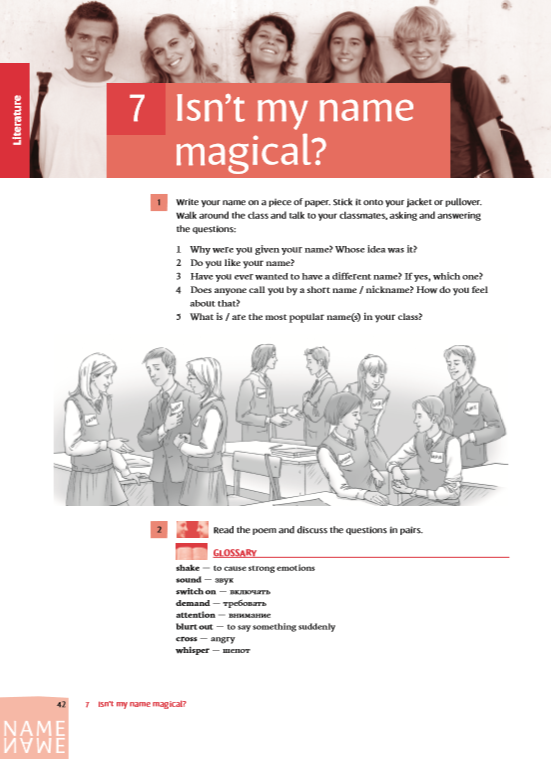 Literature
7 Isn't my name
magical?
1 Write your name on a piece of paper. Stick it onto your jacket or pullover.
Walk around the class and talk to your classmates, asking and answering
the questions:
1 Why were you given your name? Whose idea was it?
2 Do you like your name?
3 Have you ever wanted to have a different name? If yes, which one?
4 Does anyone call you by a short name / nickname? How do you feel
about that?
5 What is / are the most popular name(s) in your class?
2 Read the poem and discuss the questions in pairs.
GLOSSARY
shake — to cause strong emotions
sound — звук
switch on — включать
demand — требовать
attention — внимание
blurt out — to say something suddenly
cross — angry
whisper — шепот
42 7 Isn't my name magical?
NAME
NAME